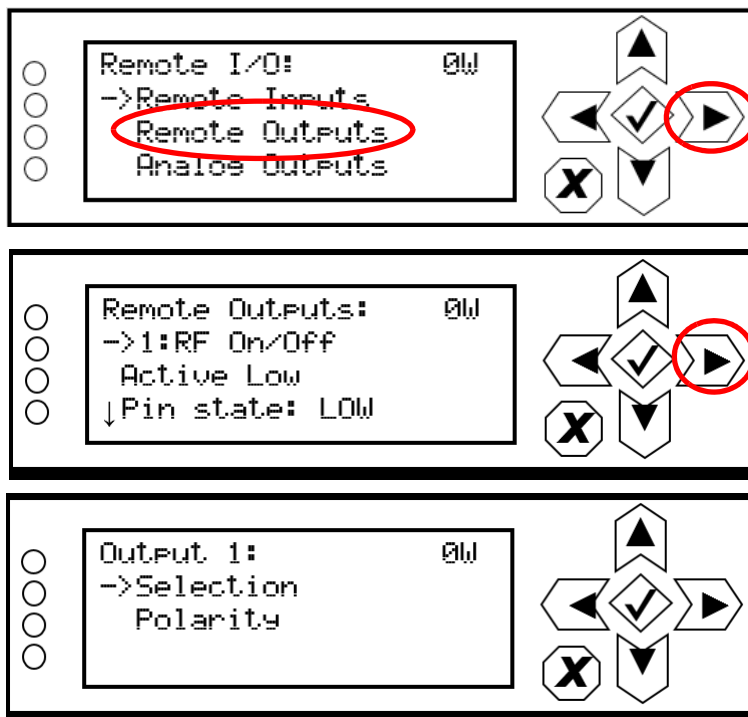 Remote I/O: 0W
->Remote Inputs
Remote Outputs
Analog Outputs
X
Remote Outputs: 0W
->1:RF On/Off
Active Low
↓Pin state: LOW
X
Output 1: 0W
->Selection
Polarity
X